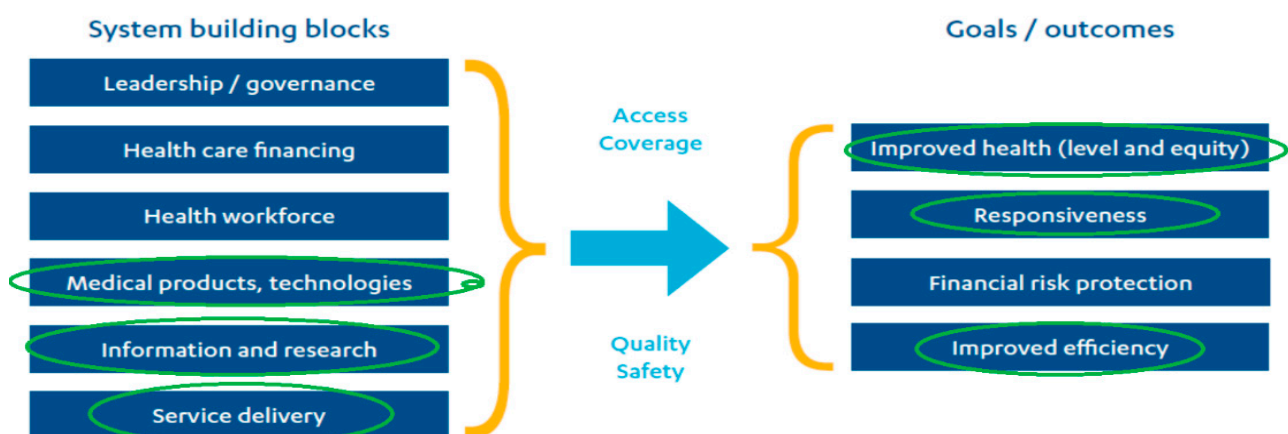 System building blocks
Leadership / governance
Health care financing
Health workforce
Medical products, technologies
Information and research
Service delivery
Access
Coverage
Quality
Safety
Goals / outcomes
Improved health (level and equity)
Responsiveness
Financial risk protection
Improved efficiency